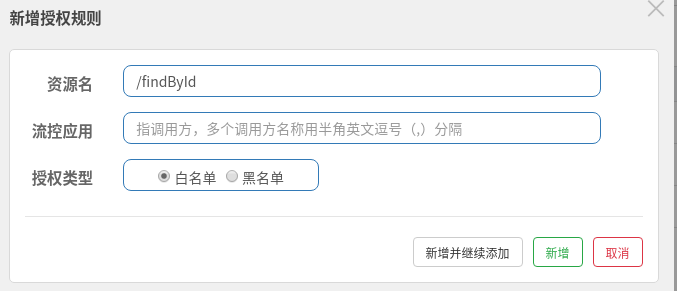 新增授权规则
资源名 /findById
流控应用 指调用方，多个调用方名称用半角英文逗号（,）分隔
授权类型 白名单 黑名单
新增并继续添加 新增 取消